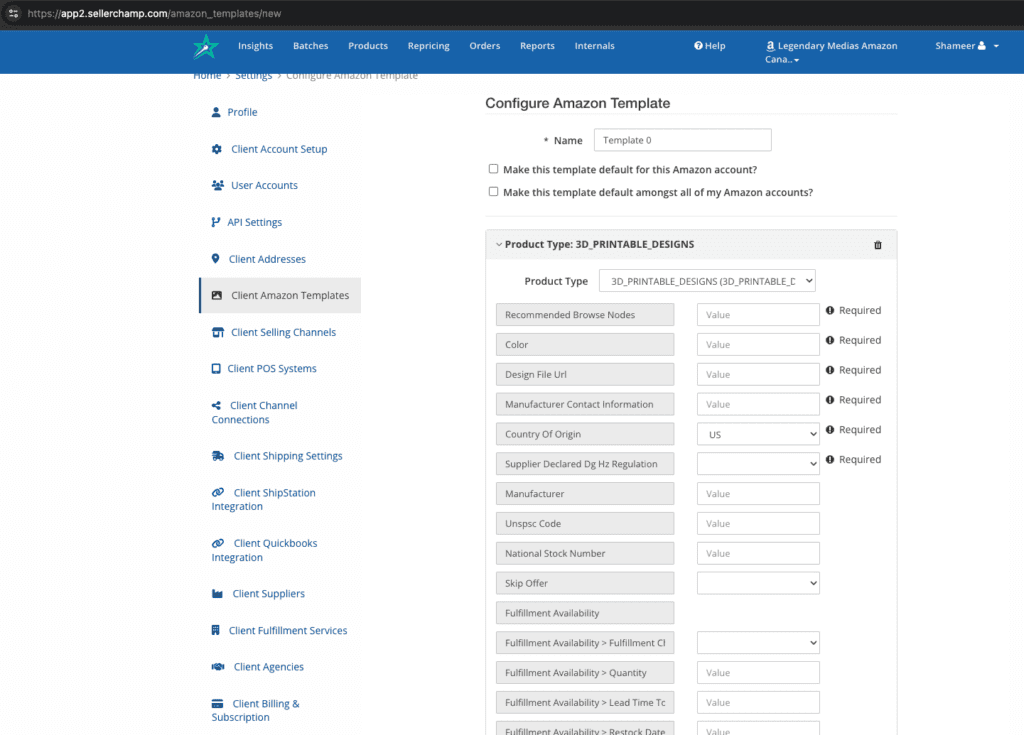 https://app2.sellerchamp.com/amazon_templates/new
Insights Batches Products Repricing Orders Reports Internals Help Legendary Medias Amazon Cana.. Shameer
Home > Settings > Configure Amazon Template
Profile
Client Account Setup
User Accounts
API Settings
Client Addresses
Client Amazon Templates
Client Selling Channels
Client POS Systems
Client Channel
Connections
Client Shipping Settings
Client ShipStation
Integration
Client Quickbooks
Integration
Client Suppliers
Client Fulfillment Services
Client Agencies
Client Billing &
Subscription
Configure Amazon Template
* Name Template 0
Make this template default for this Amazon account?
Make this template default amongst all of my Amazon accounts?
Product Type: 3D_PRINTABLE_DESIGNS
Product Type 3D_PRINTABLE_DESIGNS (3D_PRINTABLE_D
Recommended Browse Nodes Value Required
Color Value Required
Design File Url Value Required
Manufacturer Contact Information Value Required
Country Of Origin US Required
Supplier Declared Dg Hz Regulation Required
Manufacturer Value
Unspsc Code Value
National Stock Number Value
Skip Offer
Fulfillment Availability
Fulfillment Availability > Fulfillment Cl
Fulfillment Availability > Quantity Value
Fulfillment Availability > Lead Time To Value
Fulfillment Availability > Restock Date Value